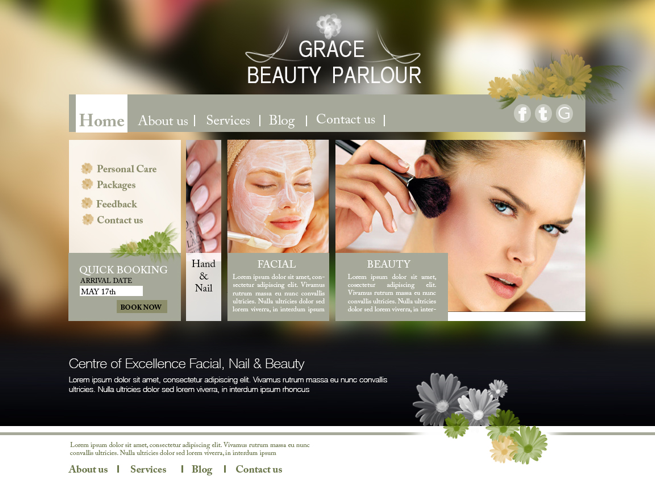 GRACE
BEAUTY PARLOUR
Home
About us |
Services |
Blog |
Contact us |
f t G
Personal Care
Packages
Feedback
Contact us
QUICK BOOKING
ARRIVAL DATE
MAY 17th
BOOK NOW
Hand
&
Nail
FACIAL
Lorem ipsum dolor sit amet, con-
sectetur adipiscing elit. Vivamus
rutrum massa eu nunc convallis
ultricies. Nulla ultricies dolor sed
lorem viverra, in interdum ipsum
BEAUTY
Lorem ipsum dolor sit amet,
consectetur adipiscing elit.
Vivamus rutrum massa eu
nunc convallis ultricies. Nulla
ultricies dolor sed lorem
viverra, in inter-
Centre of Excellence Facial, Nail & Beauty
Lorem ipsum dolor sit amet, consectetur adipiscing elit. Vivamus rutrum massa eu nunc convallis
ultricies. Nulla ultricies dolor sed lorem viverra, in interdum ipsum rhoncus
Lorem ipsum dolor sit amet, consectetur adipiscing elit. Vivamus rutrum massa eu nunc
convallis ultricies. Nulla ultricies dolor sed lorem viverra, in interdum ipsum
About us | Services | Blog | Contact us